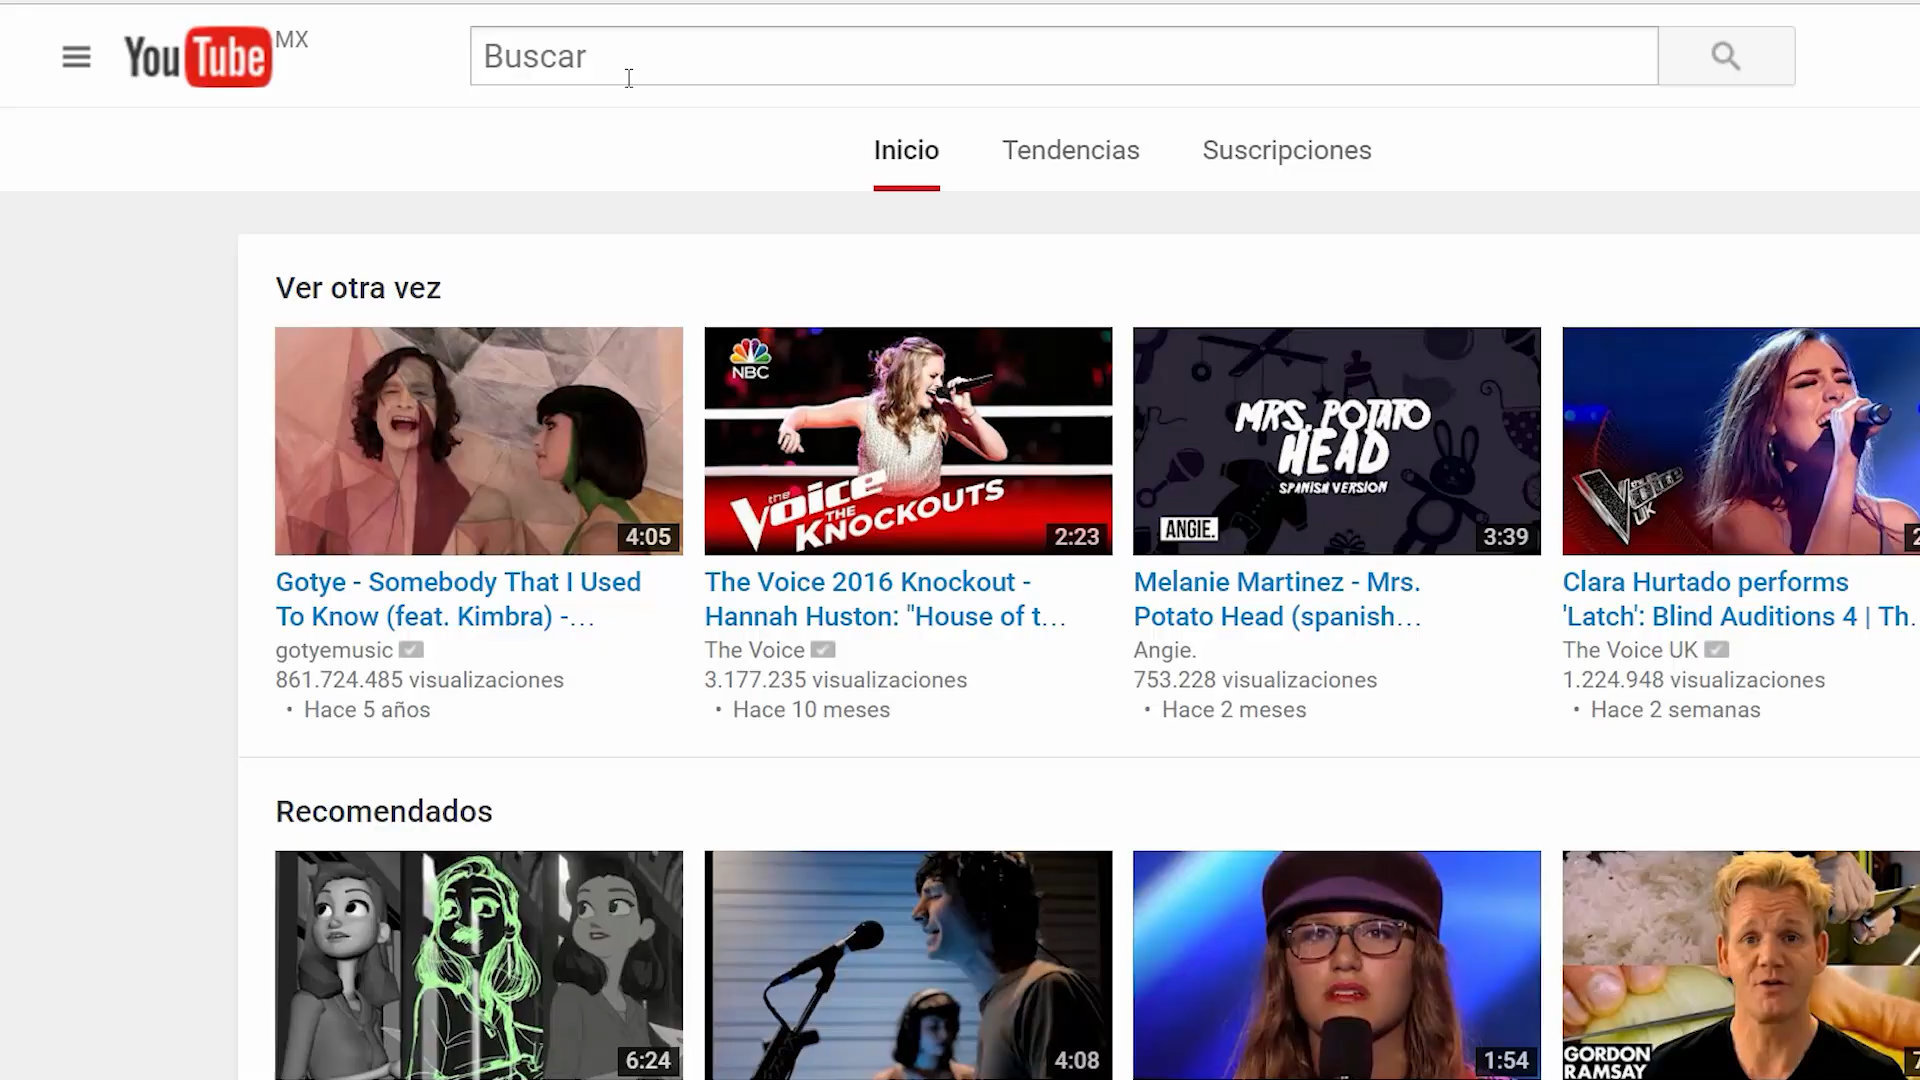 YouTube MX
Buscar
Inicio Tendencias Suscripciones
Ver otra vez
NBC
the Voice
THE KNOCKOUTS
MRS. POTATO
HEAD
SPANISH VERSION
ANGIE.
the Voice UK
4:05
2:23
3:39
2
Gotye - Somebody That I Used
To Know (feat. Kimbra) -...
gotyemusic
861.724.485 visualizaciones
• Hace 5 años
The Voice 2016 Knockout -
Hannah Huston: "House of t...
The Voice
3.177.235 visualizaciones
• Hace 10 meses
Melanie Martinez - Mrs.
Potato Head (spanish...
Angie.
753.228 visualizaciones
• Hace 2 meses
Clara Hurtado performs
'Latch': Blind Auditions 4 | Th.
The Voice UK
1.224.948 visualizaciones
• Hace 2 semanas
Recomendados
6:24
4:08
1:54
GORDON
RAMSAY